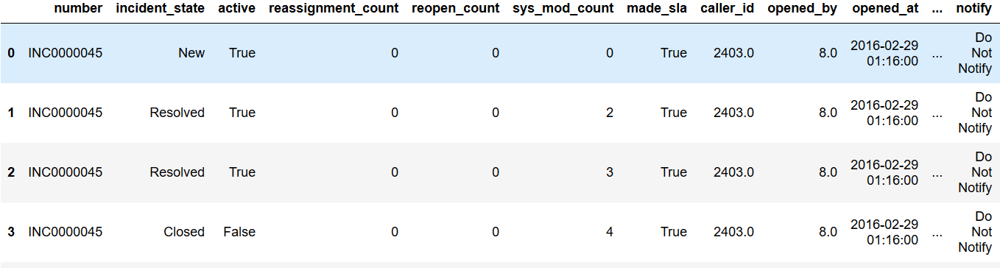 number incident_state active reassignment_count reopen_count sys_mod_count made_sla caller_id opened_by opened_at ... notify
0 INC0000045 New True 0 0 0 True 2403.0 8.0 2016-02-29 01:16:00 ... Do Not Notify
1 INC0000045 Resolved True 0 0 2 True 2403.0 8.0 2016-02-29 01:16:00 ... Do Not Notify
2 INC0000045 Resolved True 0 0 3 True 2403.0 8.0 2016-02-29 01:16:00 ... Do Not Notify
3 INC0000045 Closed False 0 0 4 True 2403.0 8.0 2016-02-29 01:16:00 ... Do Not Notify